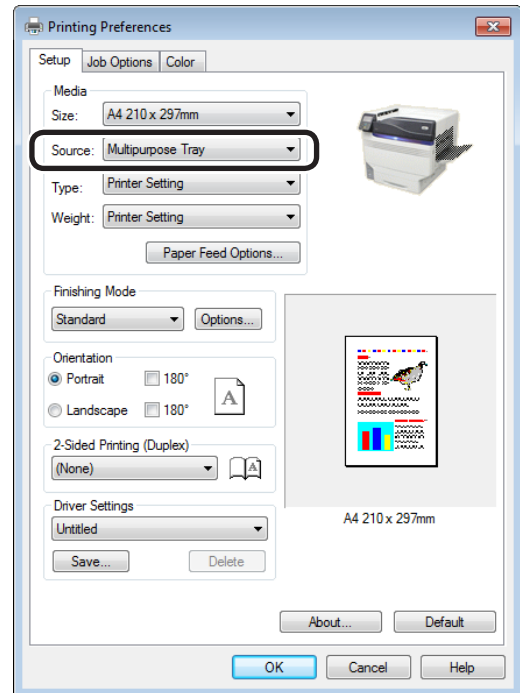 Printing Preferences
Setup Job Options Color
Media
Size: A4 210 x 297mm
Source: Multipurpose Tray
Type: Printer Setting
Weight: Printer Setting
Paper Feed Options...
Finishing Mode
Standard Options...
Orientation
Portrait 180°
Landscape 180°
A
2-Sided Printing (Duplex)
(None) A
Driver Settings
Untitled
Save... Delete
A4 210 x 297mm
About... Default
OK Cancel Help